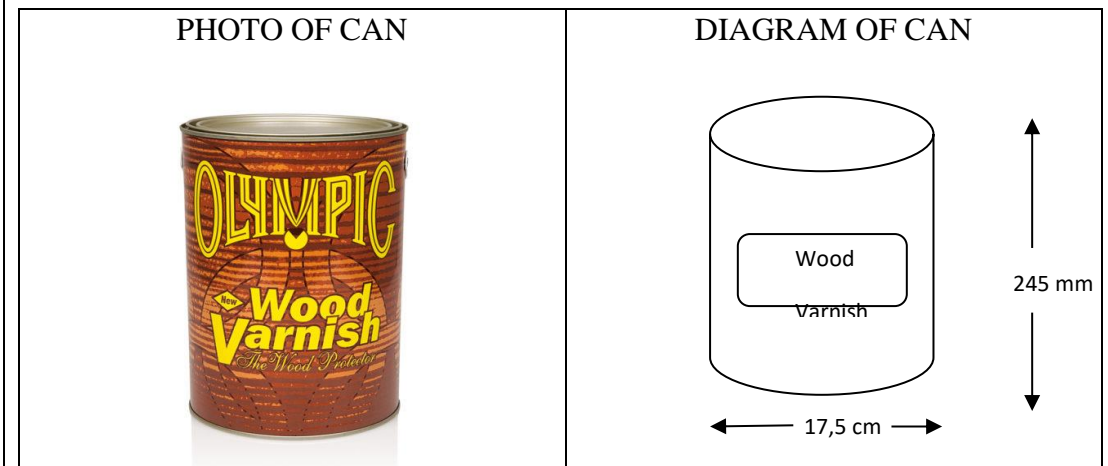 PHOTO OF CAN
DIAGRAM OF CAN
OLYMPIC
New
Wood
Varnish
The Wood Protector
Wood
Varnish
245 mm
17,5 cm